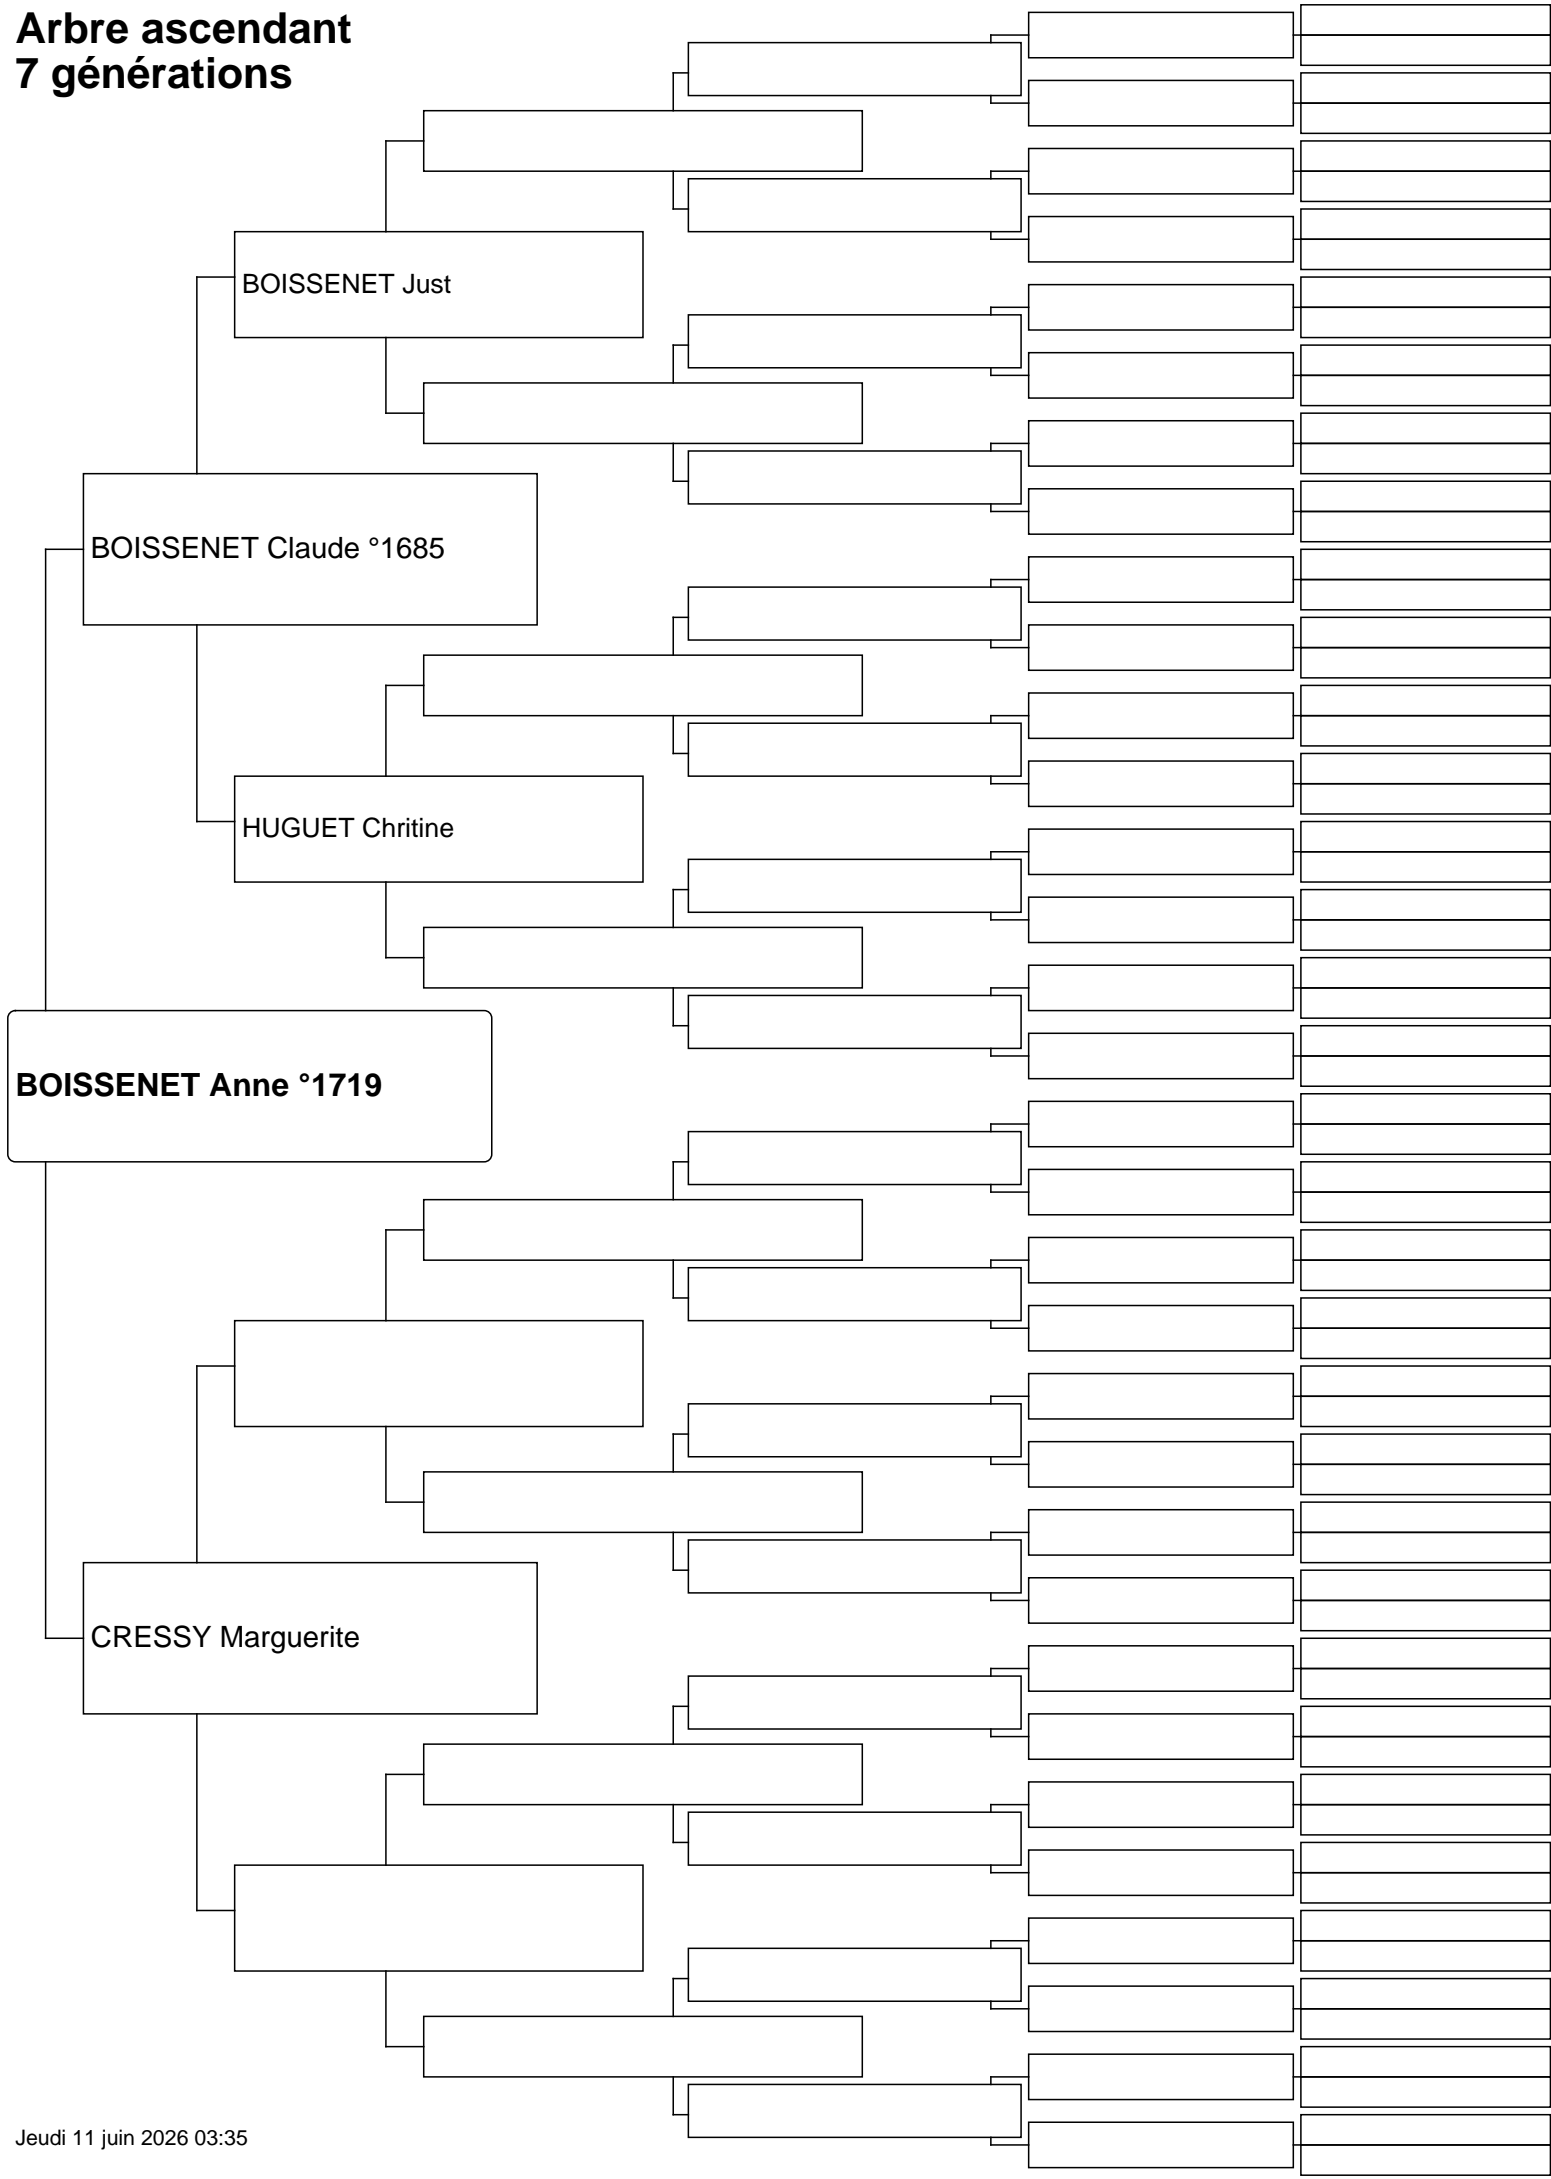 Arbre ascendant
7 générations
BOISSENET Just
BOISSENET Claude °1685
HUGUET Chritine
BOISSENET Anne °1719
CRESSY Marguerite
Jeudi 11 juin 2026 03:35